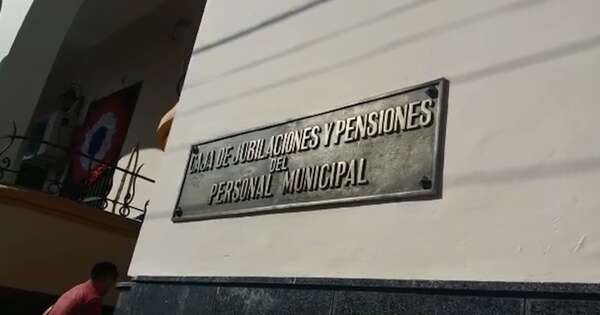 CAJA DE JUBILACIONES Y PENSIONES
DEL
PERSONAL MUNICIPAL